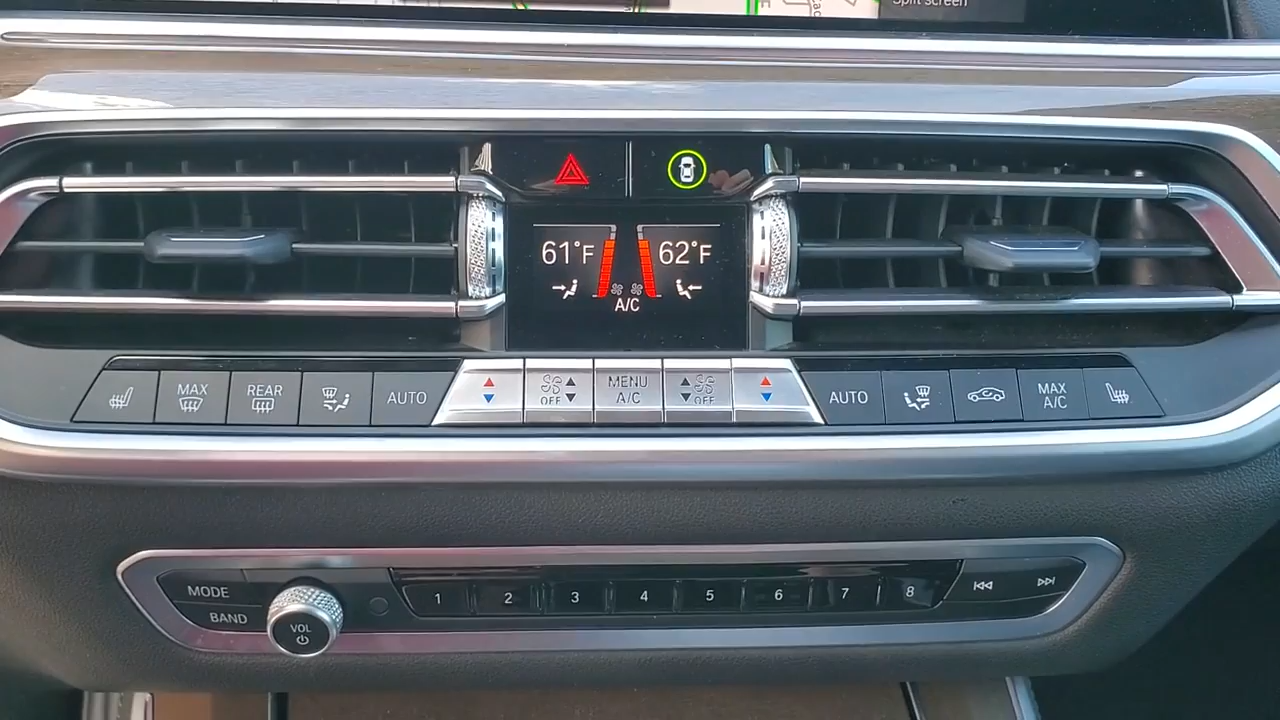 Split screen
61°F
62°F
A/C
MAX
REAR
AUTO
OFF
MENU
A/C
OFF
AUTO
MAX
A/C
MODE
BAND
VOL
1 2 3 4 5 6 7 8